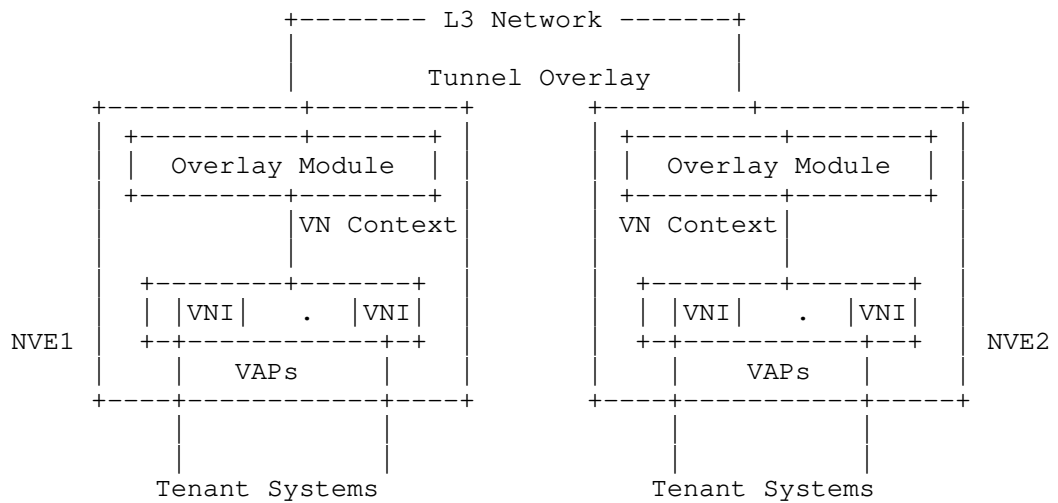 L3 Network
Tunnel Overlay
Overlay Module Overlay Module
VN Context VN Context
VNI . VNI VNI . VNI
NVE1 NVE2
VAPs VAPs
Tenant Systems Tenant Systems